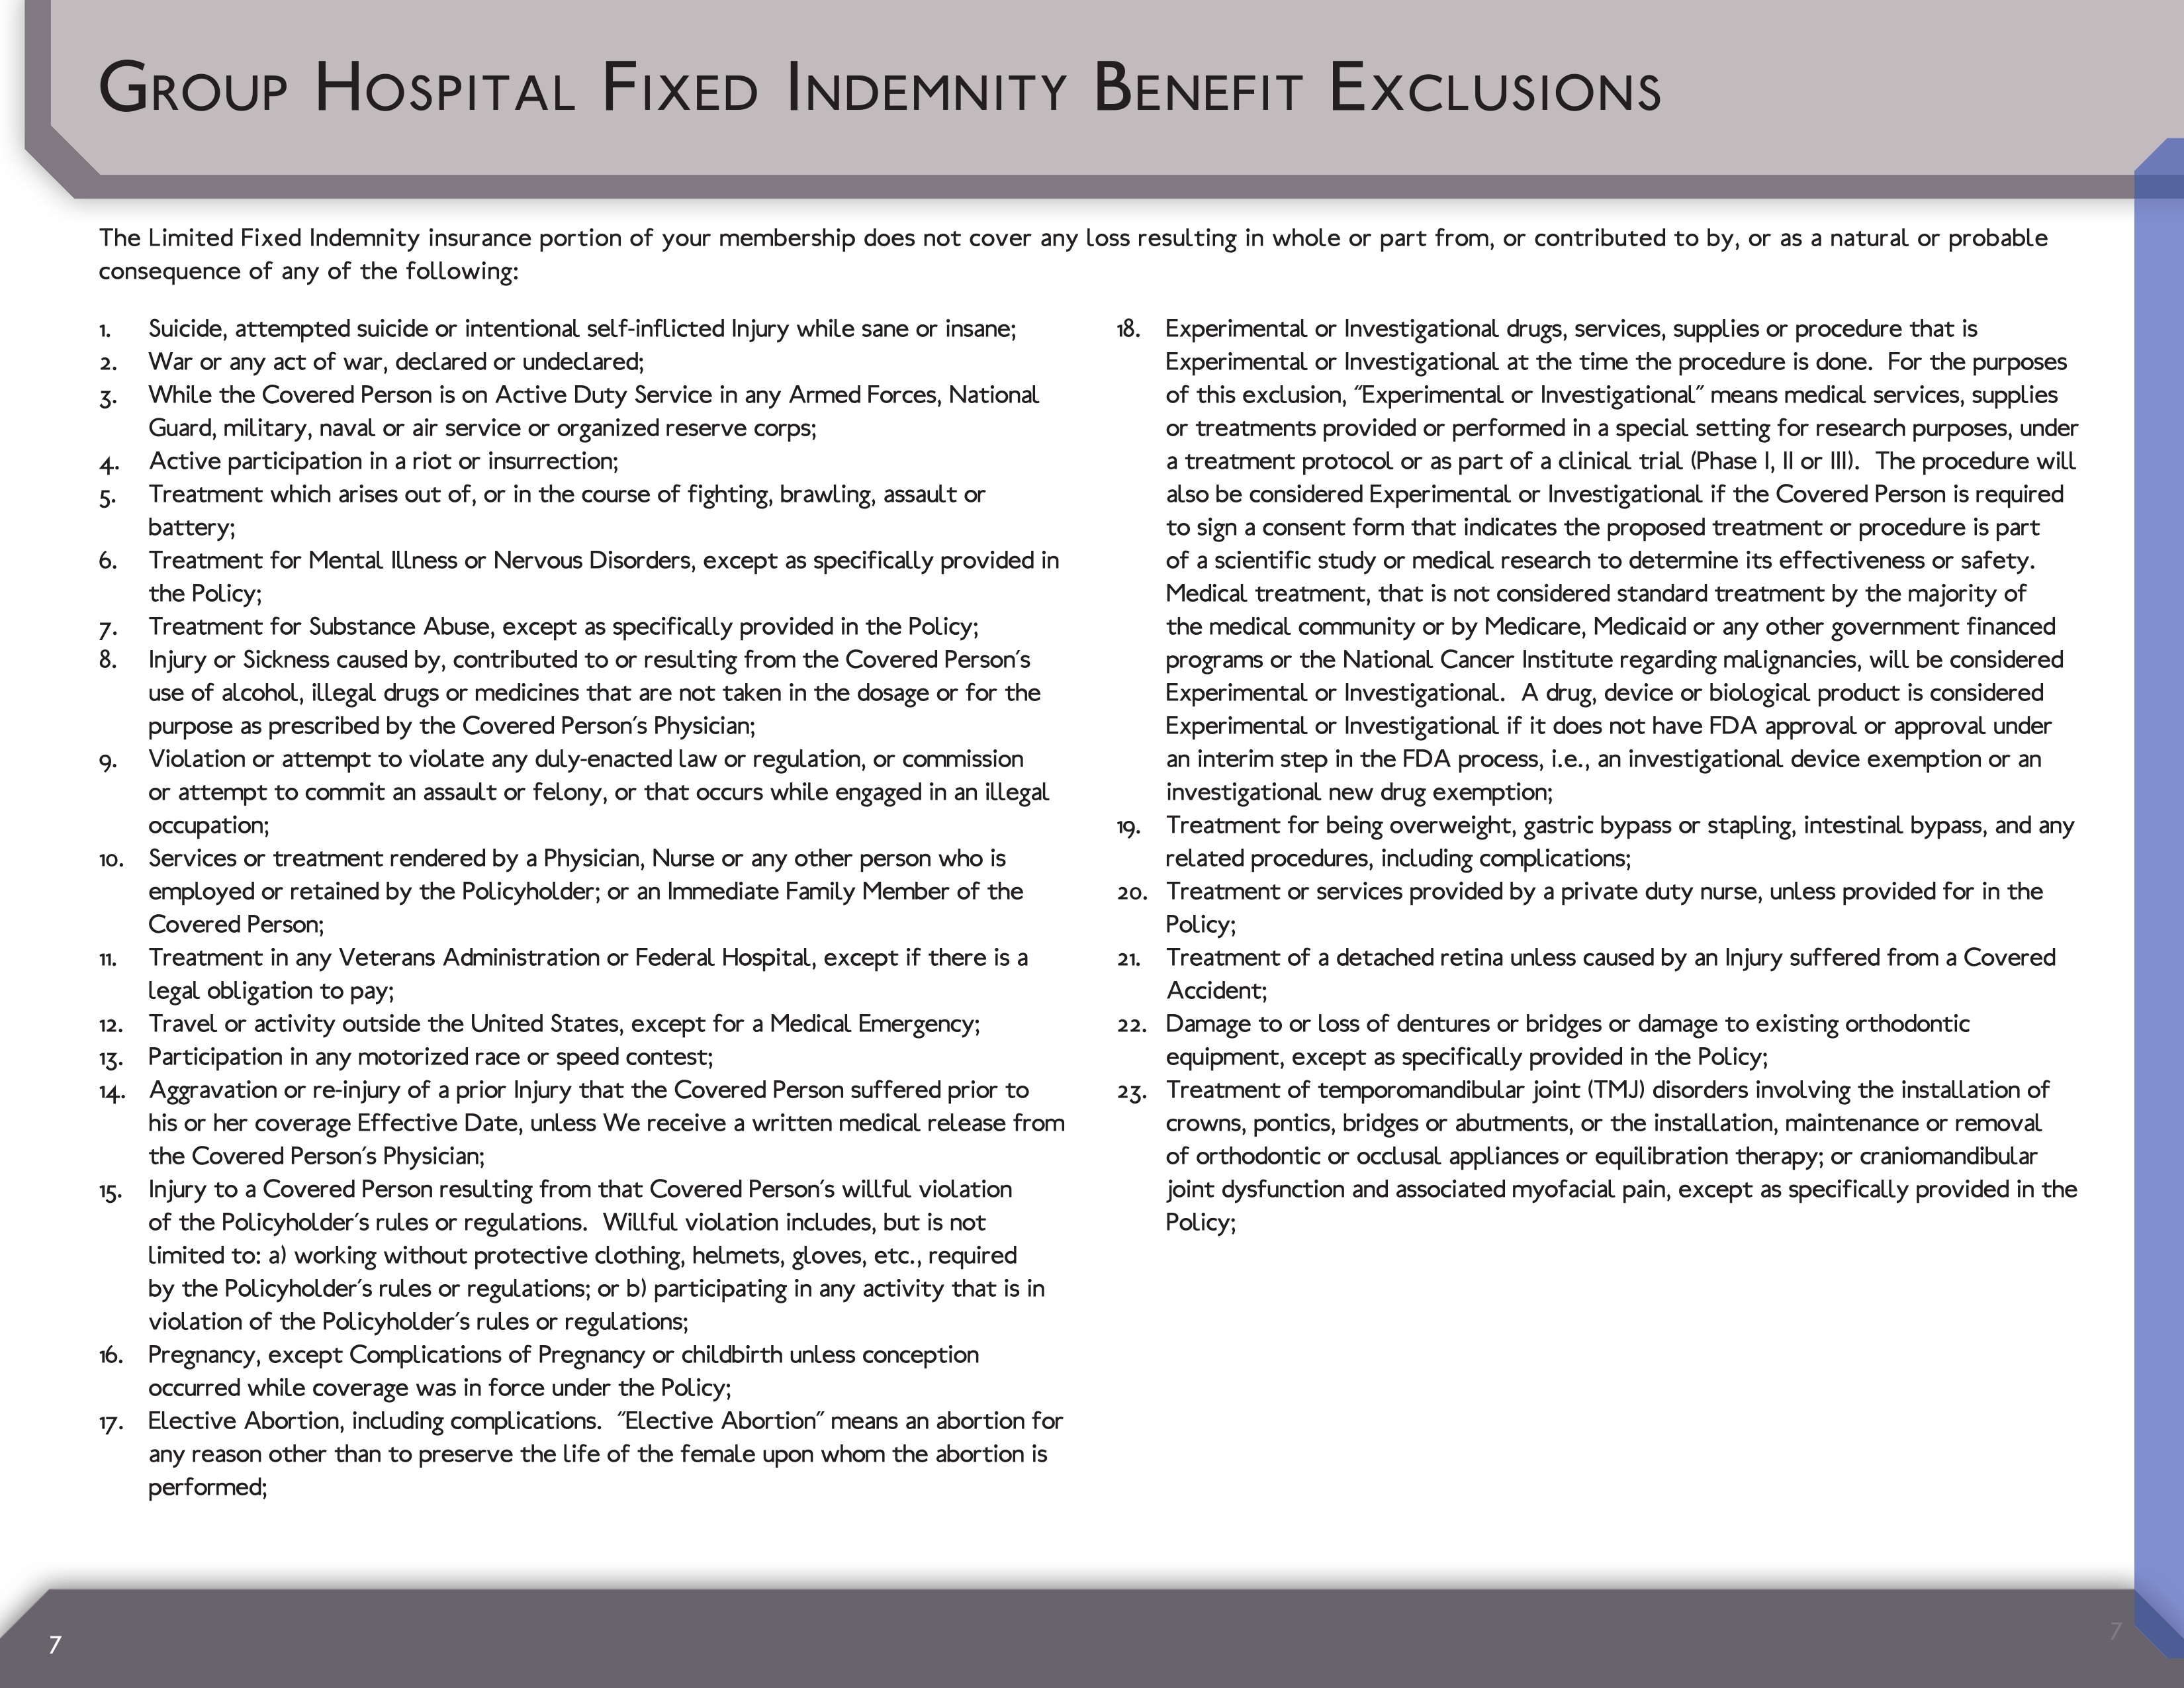 Group Hospital Fixed Indemnity Benefit Exclusions
The Limited Fixed Indemnity insurance portion of your membership does not cover any loss resulting in whole or part from, or contributed to by, or as a natural or probable
consequence of any of the following:
1. Suicide, attempted suicide or intentional self-inflicted Injury while sane or insane;
2. War or any act of war, declared or undeclared;
3. While the Covered Person is on Active Duty Service in any Armed Forces, National
Guard, military, naval or air service or organized reserve corps;
4. Active participation in a riot or insurrection;
5. Treatment which arises out of, or in the course of fighting, brawling, assault or
battery;
6. Treatment for Mental Illness or Nervous Disorders, except as specifically provided in
the Policy;
7. Treatment for Substance Abuse, except as specifically provided in the Policy;
8. Injury or Sickness caused by, contributed to or resulting from the Covered Person's
use of alcohol, illegal drugs or medicines that are not taken in the dosage or for the
purpose as prescribed by the Covered Person's Physician;
9. Violation or attempt to violate any duly-enacted law or regulation, or commission
or attempt to commit an assault or felony, or that occurs while engaged in an illegal
occupation;
10. Services or treatment rendered by a Physician, Nurse or any other person who is
employed or retained by the Policyholder; or an Immediate Family Member of the
Covered Person;
11. Treatment in any Veterans Administration or Federal Hospital, except if there is a
legal obligation to pay;
12. Travel or activity outside the United States, except for a Medical Emergency;
13. Participation in any motorized race or speed contest;
14. Aggravation or re-injury of a prior Injury that the Covered Person suffered prior to
his or her coverage Effective Date, unless We receive a written medical release from
the Covered Person's Physician;
15. Injury to a Covered Person resulting from that Covered Person's willful violation
of the Policyholder's rules or regulations.  Willful violation includes, but is not
limited to: a) working without protective clothing, helmets, gloves, etc., required
by the Policyholder's rules or regulations; or b) participating in any activity that is in
violation of the Policyholder's rules or regulations;
16. Pregnancy, except Complications of Pregnancy or childbirth unless conception
occurred while coverage was in force under the Policy;
17. Elective Abortion, including complications.  "Elective Abortion" means an abortion for
any reason other than to preserve the life of the female upon whom the abortion is
performed;
18. Experimental or Investigational drugs, services, supplies or procedure that is
Experimental or Investigational at the time the procedure is done.  For the purposes
of this exclusion, "Experimental or Investigational" means medical services, supplies
or treatments provided or performed in a special setting for research purposes, under
a treatment protocol or as part of a clinical trial (Phase I, II or III).  The procedure will
also be considered Experimental or Investigational if the Covered Person is required
to sign a consent form that indicates the proposed treatment or procedure is part
of a scientific study or medical research to determine its effectiveness or safety.
Medical treatment, that is not considered standard treatment by the majority of
the medical community or by Medicare, Medicaid or any other government financed
programs or the National Cancer Institute regarding malignancies, will be considered
Experimental or Investigational.  A drug, device or biological product is considered
Experimental or Investigational if it does not have FDA approval or approval under
an interim step in the FDA process, i.e., an investigational device exemption or an
investigational new drug exemption;
19. Treatment for being overweight, gastric bypass or stapling, intestinal bypass, and any
related procedures, including complications;
20. Treatment or services provided by a private duty nurse, unless provided for in the
Policy;
21. Treatment of a detached retina unless caused by an Injury suffered from a Covered
Accident;
22. Damage to or loss of dentures or bridges or damage to existing orthodontic
equipment, except as specifically provided in the Policy;
23. Treatment of temporomandibular joint (TMJ) disorders involving the installation of
crowns, pontics, bridges or abutments, or the installation, maintenance or removal
of orthodontic or occlusal appliances or equilibration therapy; or craniomandibular
joint dysfunction and associated myofacial pain, except as specifically provided in the
Policy;
7
7